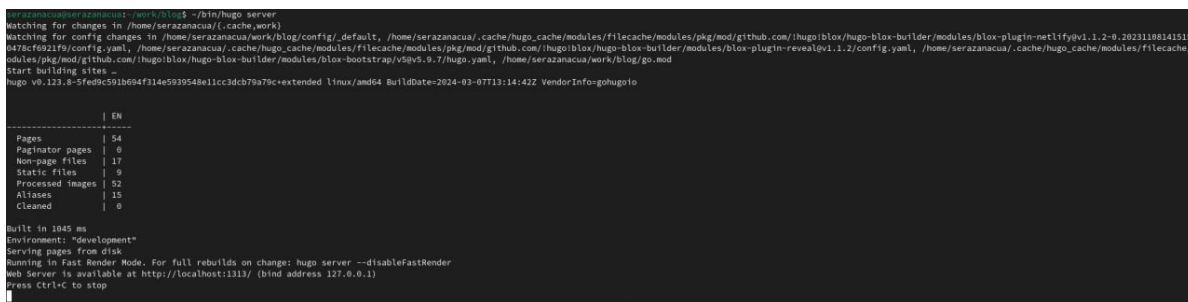 serazanacua@serazanacua:~/work/blog$ ~/bin/hugo server
Watching for changes in /home/serazanacua/{.cache,work}
Watching for config changes in /home/serazanacua/work/blog/config/_default, /home/serazanacua/.cache/hugo_cache/modules/filecache/modules/pkg/mod/github.com/!hugo!blox/hugo-blox-builder/modules/blox-plugin-netlify@v1.1.2-0.2023110814151
0478cf6921f9/config.yaml, /home/serazanacua/.cache/hugo_cache/modules/filecache/modules/pkg/mod/github.com/!hugo!blox/hugo-blox-builder/modules/blox-plugin-reveal@v1.1.2/config.yaml, /home/serazanacua/.cache/hugo_cache/modules/filecache
odules/pkg/mod/github.com/!hugo!blox/hugo-blox-builder/modules/blox-bootstrap/v5@v5.9.7/hugo.yaml, /home/serazanacua/work/blog/go.mod
Start building sites …
hugo v0.123.8-5fed9c591b694f314e5939548e11cc3dcb79a79c+extended linux/amd64 BuildDate=2024-03-07T13:14:42Z VendorInfo=gohugoio
| EN
-------------------+-----
Pages | 54
Paginator pages | 0
Non-page files | 17
Static files | 9
Processed images | 52
Aliases | 15
Cleaned | 0
Built in 1045 ms
Environment: "development"
Serving pages from disk
Running in Fast Render Mode. For full rebuilds on change: hugo server --disableFastRender
Web Server is available at http://localhost:1313/ (bind address 127.0.0.1)
Press Ctrl+C to stop